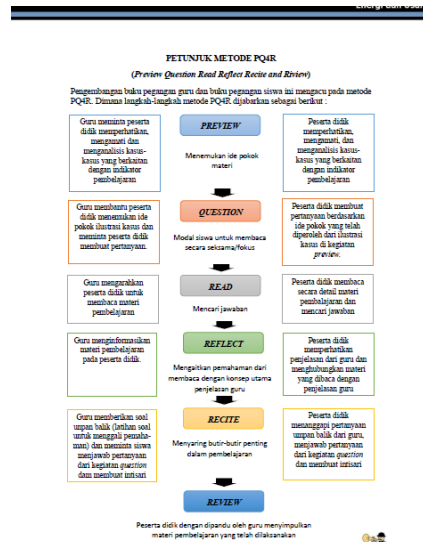 Energi dan Usaha
PETUNJUK METODE PQ4R
(Preview Question Read Reflect Recite and Riview)
Pengembangan buku pegangan guru dan buku pegangan siswa ini mengacu pada metode
PQ4R. Dimana langkah-langkah metode PQ4R dijabarkan sebagai berikut :
Guru meminta peserta
didik memperhatikan,
mengamati dan
menganalisis kasus-
kasus yang berkaitan
dengan indikator
pembelajaran
PREVIEW
Menemukan ide pokok
materi
Peserta didik
memperhatikan,
mengamati, dan
menganalisis kasus-
kasus yang berkaitan
dengan indikator
pembelajaran
Guru membantu peserta
didik menemukan ide
pokok ilustrasi kasus dan
meminta peserta didik
membuat pertanyaan.
QUESTION
Modal siswa untuk membaca
secara seksama/fokus
Peserta didik membuat
pertanyaan berdasarkan
ide pokok yang telah
diperoleh dari ilustrasi
kasus di kegiatan
preview.
Guru mengarahkan
peserta didik untuk
membaca materi
pembelajaran
READ
Mencari jawaban
Peserta didik membaca
secara detail materi
pembalajaran dan
mencari jawaban
Guru menginformasikan
materi pembelajaran
pada peserta didik.
REFLECT
Mengaitkan pemahaman dari
membaca dengan konsep utama
penjelasan guru
Peserta didik
memperhatikan
penjelasan dari guru dan
menghubungkan materi
yang dibaca dengan
penjelasan guru
Guru memberikan soal
umpan balik (latihan soal
untuk menggali pemaha-
man) dan meminta siswa
menjawab pertanyaan
dari kegiatan question
dam membuat intisari
RECITE
Menyaring butir-butir penting
dalam pembelajaran
Peserta didik
menanggapi pertanyaan
umpan balik dari guru,
menjawab pertanyaan
dari kegiatan question
dan membuat intisari
REVIEW
Peserta didik dengan dipandu oleh guru menyimpulkan
materi pembelajaran yang telah dilaksanakan